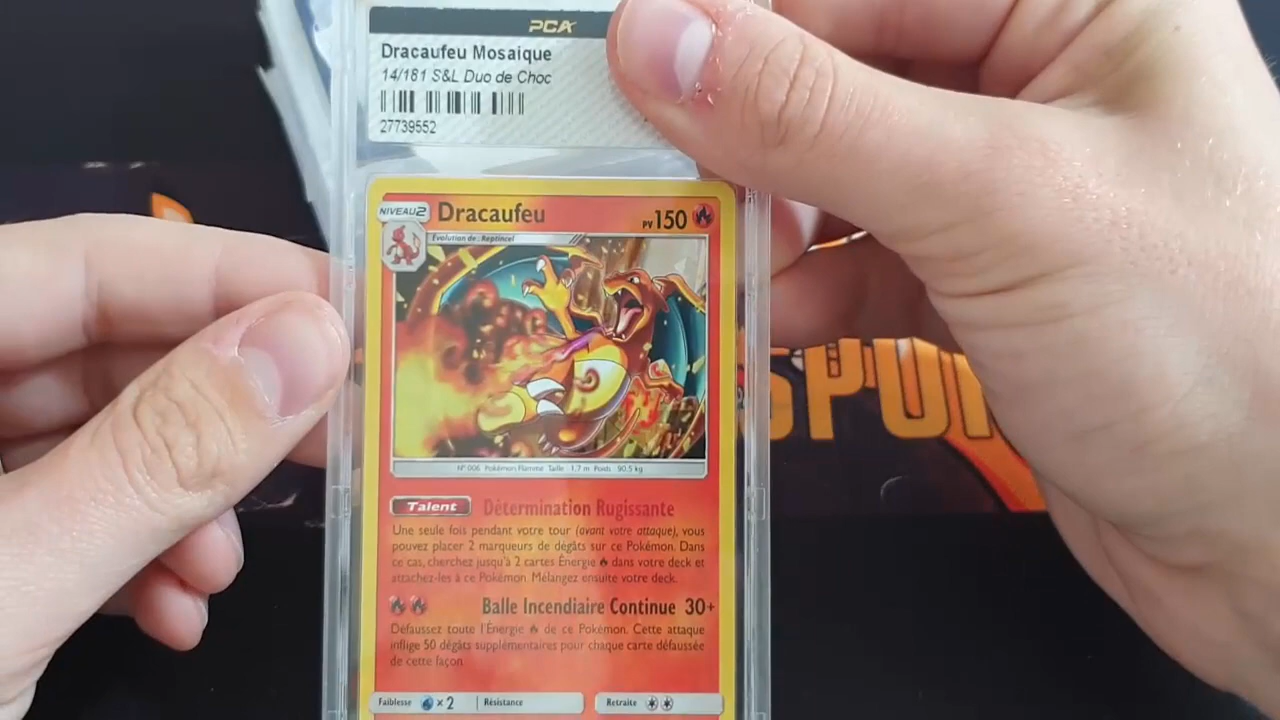 PCA
Dracaufeu Mosaique
14/181 S&L Duo de Choc
27739552
NIVEAU2 Dracaufeu PV150
Évolution de : Reptincel
N° 006 Pokémon Flamme Taille : 1,7 m Poids : 90,5 kg
Talent Détermination Rugissante
Une seule fois pendant votre tour (avant votre attaque), vous
pouvez placer 2 marqueurs de dégâts sur ce Pokémon. Dans
ce cas, cherchez jusqu'à 2 cartes Énergie dans votre deck et
attachez-les à ce Pokémon. Mélangez ensuite votre deck.
Balle Incendiaire Continue 30+
Défaussez toute l'Énergie de ce Pokémon. Cette attaque
inflige 50 dégâts supplémentaires pour chaque carte défaussée
de cette façon.
Faiblesse ×2 Résistance Retraite